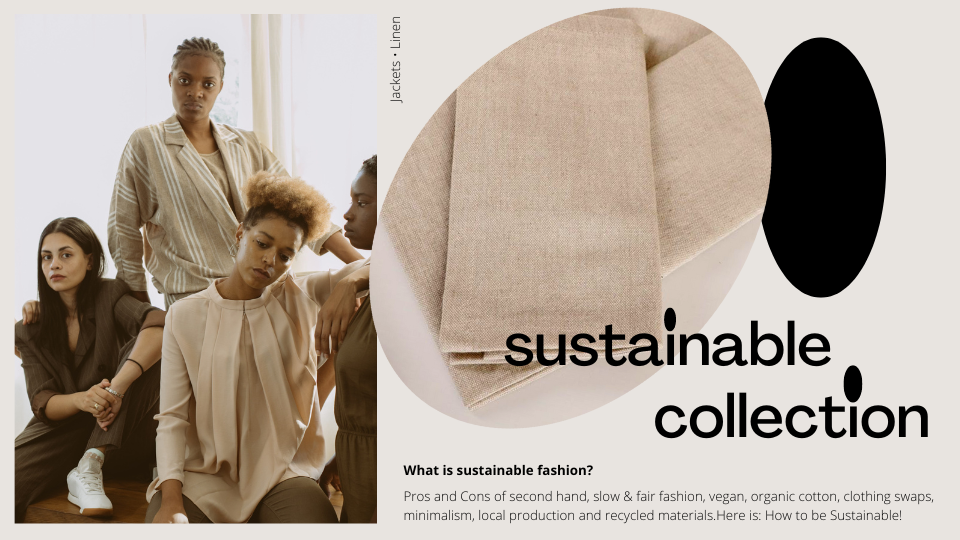 Jackets • Linen
sustainable
collection
What is sustainable fashion?
Pros and Cons of second hand, slow & fair fashion, vegan, organic cotton, clothing swaps,
minimalism, local production and recycled materials.Here is: How to be Sustainable!